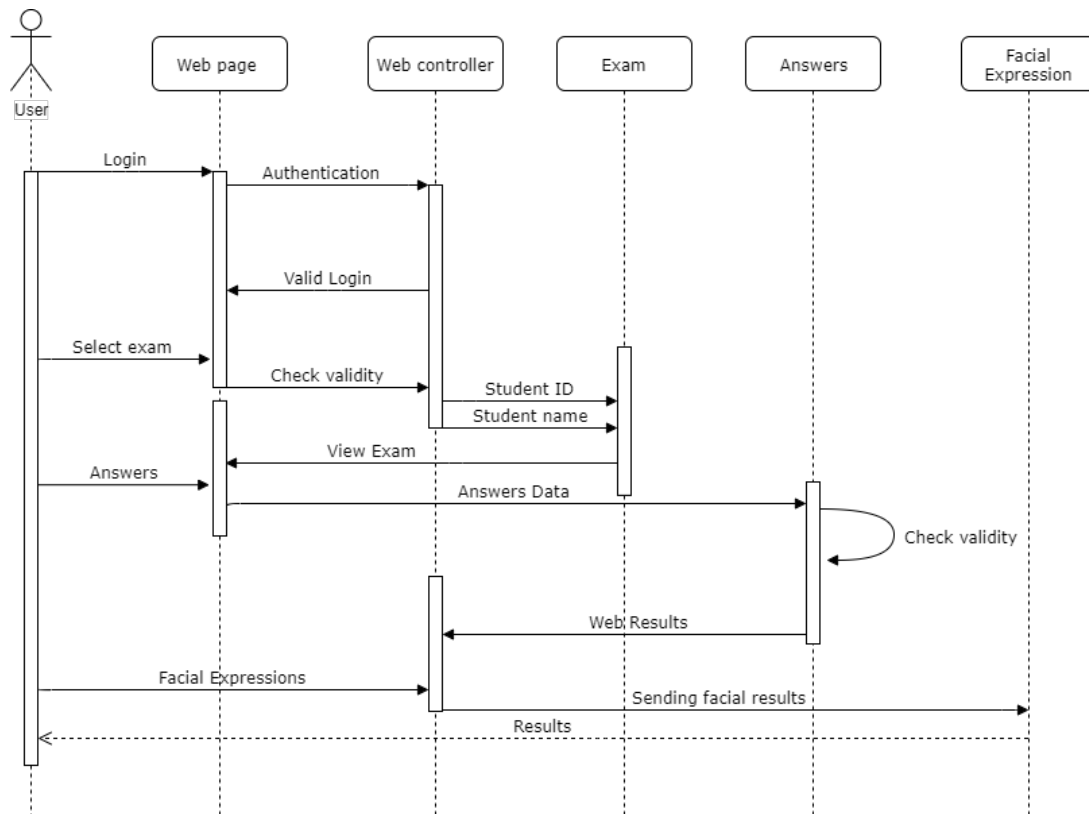 User
Web page
Web controller
Exam
Answers
Facial
Expression
Login
Authentication
Valid Login
Select exam
Check validity
Student ID
Student name
View Exam
Answers
Answers Data
Check validity
Web Results
Facial Expressions
Sending facial results
Results